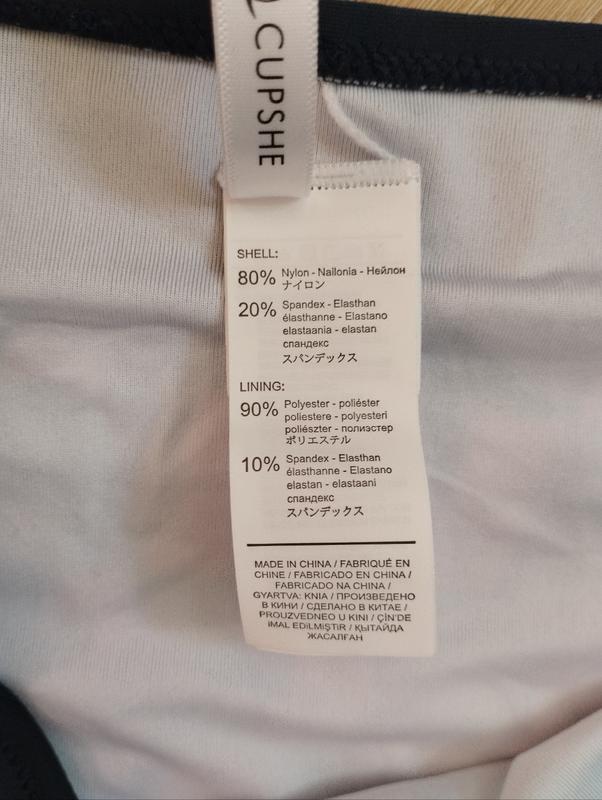 CUPSHE
SHELL:
80% Nylon - Nailonia - Нейлон
ナイロン
20% Spandex - Elasthan
élasthanne - Elastano
elastaania - elastan
спандекс
スパンデックス
LINING:
90% Polyester - poliéster
poliestere - polyesteri
poliészter - полиэстер
ポリエステル
10% Spandex - Elasthan
élasthanne - Elastano
elastan - elastaani
спандекс
スパンデックス
MADE IN CHINA / FABRIQUÉ EN
CHINE / FABRICADO EN CHINA /
FABRICADO NA CHINA /
GYARTVA: KNIA / ПРОИЗВЕДЕНО
В КИНИ / СДЕЛАНО В КИТАЕ /
PROUZVEDNEO U KINI / ÇİN'DE
iMAL EDiLMiŞTiR / ҚЫТАЙДА
ЖАСАЛҒАН